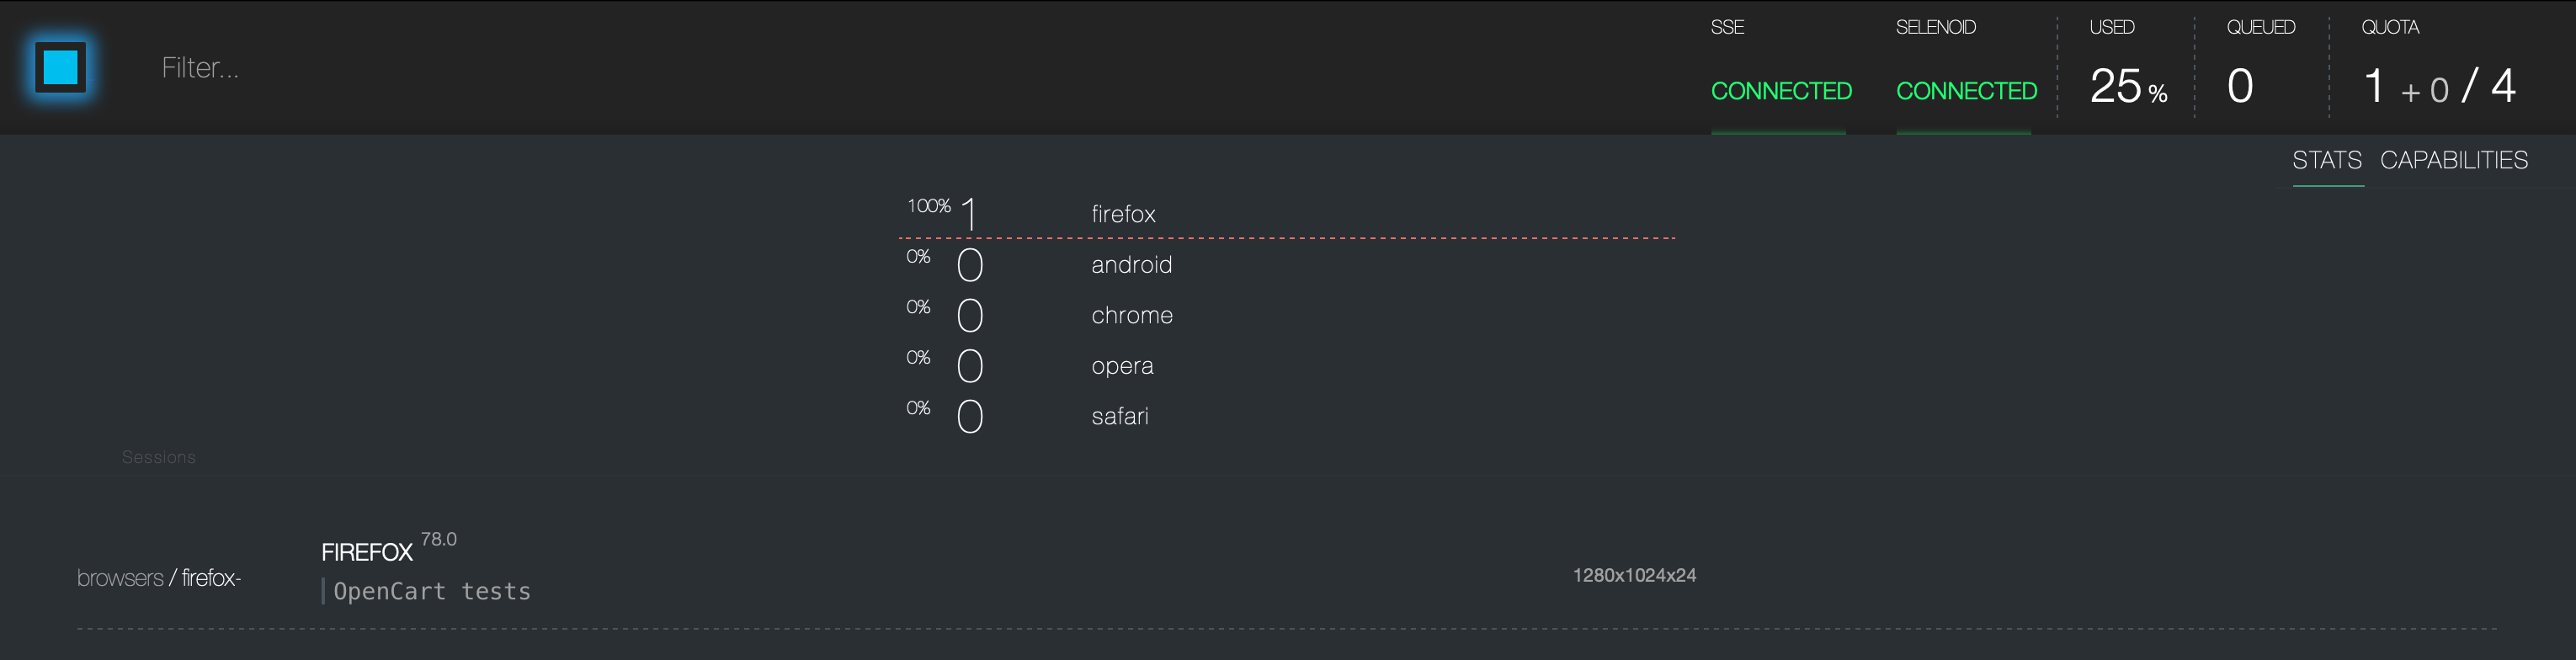 Filter...
SSE
CONNECTED
SELENOID
CONNECTED
USED
25 %
QUEUED
0
QUOTA
1 + 0 / 4
STATS CAPABILITIES
100% 1 firefox
0% 0 android
0% 0 chrome
0% 0 opera
0% 0 safari
Sessions
browsers / firefox-
FIREFOX 78.0
OpenCart tests
1280x1024x24